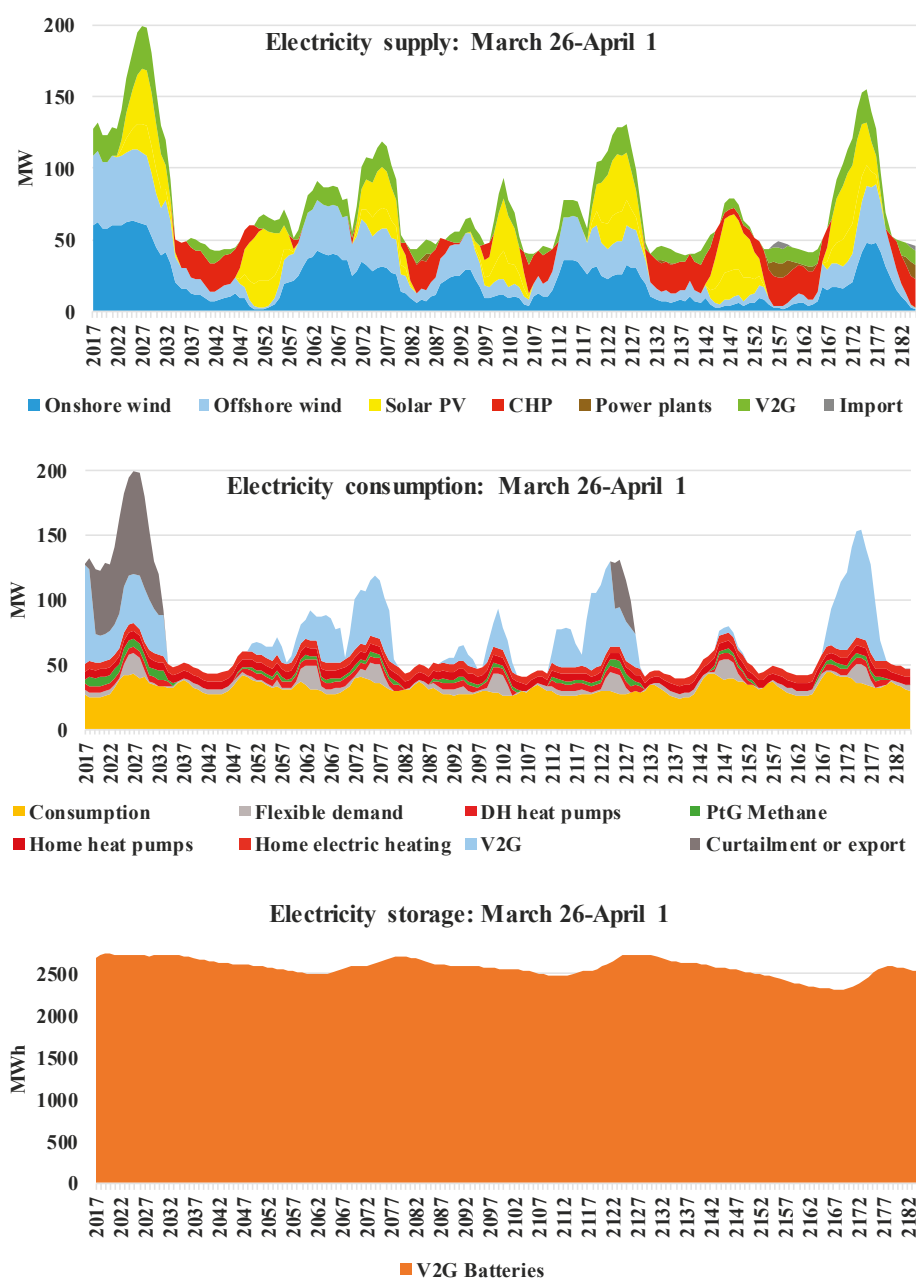 Electricity supply: March 26-April 1
200
150
100
50
0
MW
2017 2022 2027 2032 2037 2042 2047 2052 2057 2062 2067 2072 2077 2082 2087 2092 2097 2102 2107 2112 2117 2122 2127 2132 2137 2142 2147 2152 2157 2162 2167 2172 2177 2182
Onshore wind Offshore wind Solar PV CHP Power plants V2G Import
Electricity consumption: March 26-April 1
200
150
100
50
0
MW
2017 2022 2027 2032 2037 2042 2047 2052 2057 2062 2067 2072 2077 2082 2087 2092 2097 2102 2107 2112 2117 2122 2127 2132 2137 2142 2147 2152 2157 2162 2167 2172 2177 2182
Consumption Flexible demand DH heat pumps PtG Methane
Home heat pumps Home electric heating V2G Curtailment or export
Electricity storage: March 26-April 1
2500
2000
1500
1000
500
0
MWh
2017 2022 2027 2032 2037 2042 2047 2052 2057 2062 2067 2072 2077 2082 2087 2092 2097 2102 2107 2112 2117 2122 2127 2132 2137 2142 2147 2152 2157 2162 2167 2172 2177 2182
V2G Batteries